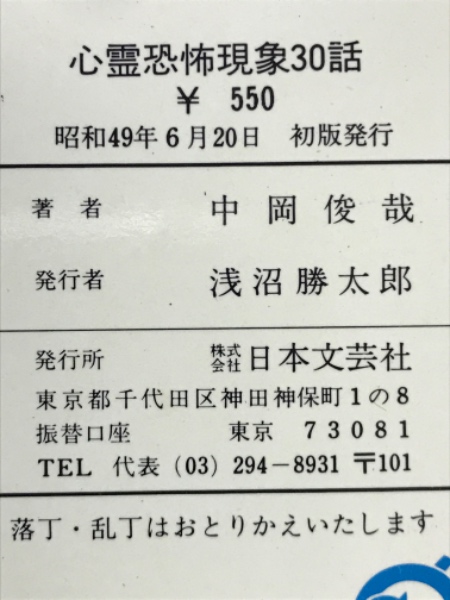 心霊恐怖現象30話
￥ 550
昭和49年6月20日 初版発行
著者 中岡俊哉
発行者 浅沼勝太郎
発行所 株式会社日本文芸社
東京都千代田区神田神保町1の8
振替口座 東京 73081
TEL 代表(03) 294－8931 〒101
落丁・乱丁はおとりかえいたします